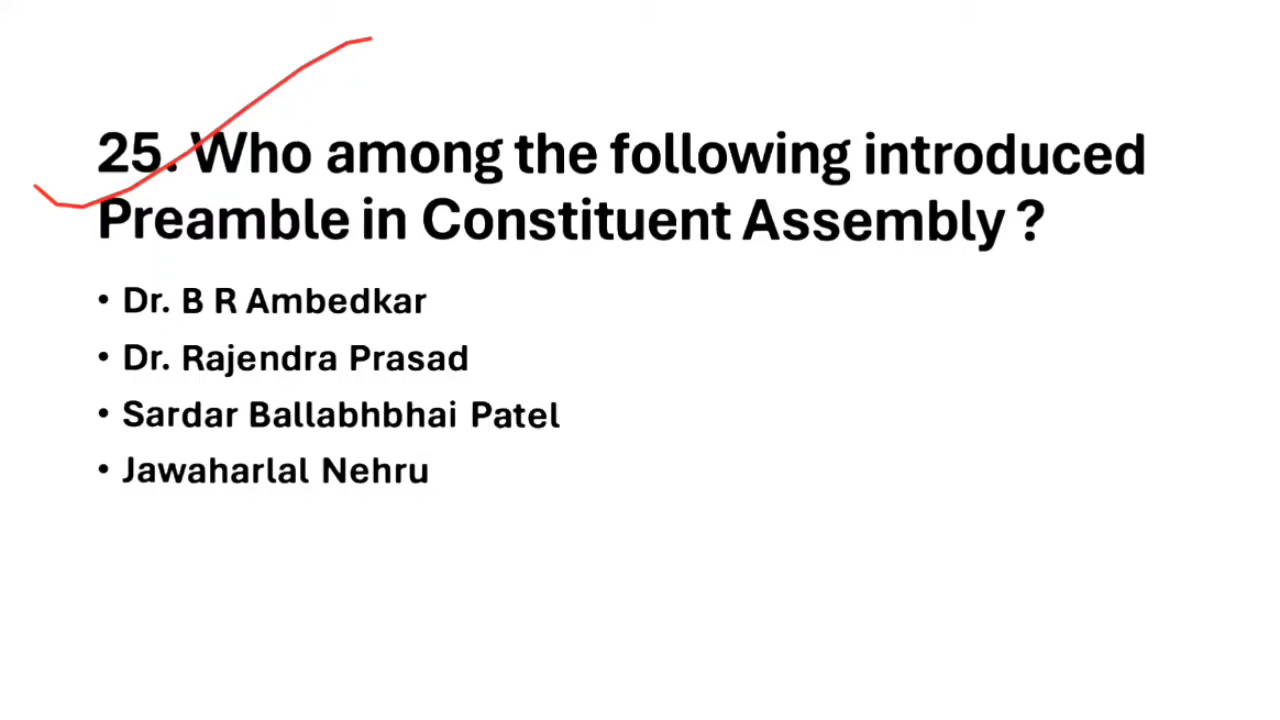 25. Who among the following introduced
Preamble in Constituent Assembly ?
• Dr. B R Ambedkar
• Dr. Rajendra Prasad
• Sardar Ballabhbhai Patel
• Jawaharlal Nehru